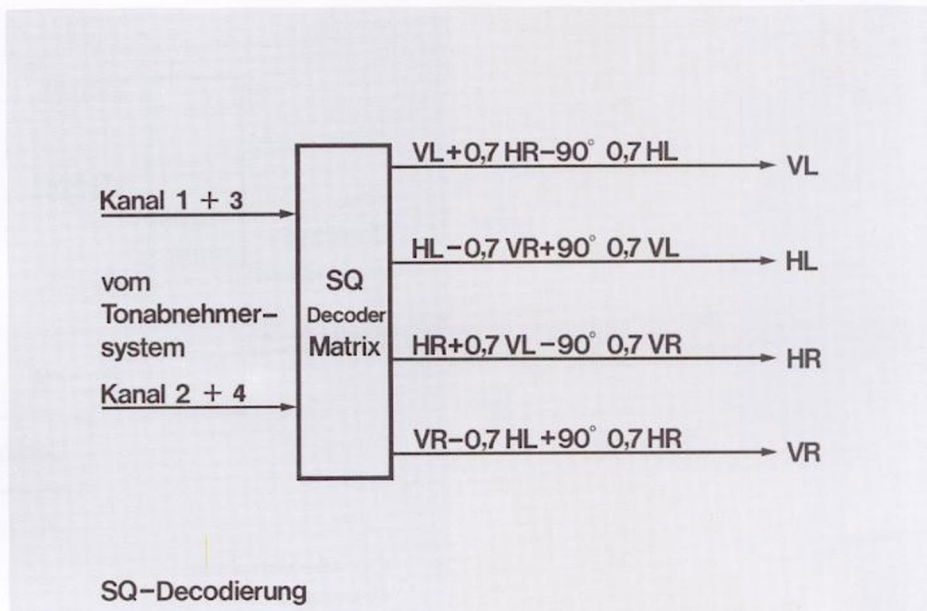 VL+0,7 HR−90° 0,7 HL
VL
Kanal 1 + 3
HL−0,7 VR+90° 0,7 VL
HL
vom
Tonabnehmer−
system
SQ
Decoder
Matrix
HR+0,7 VL−90° 0,7 VR
HR
Kanal 2 + 4
VR−0,7 HL+90° 0,7 HR
VR
SQ−Decodierung